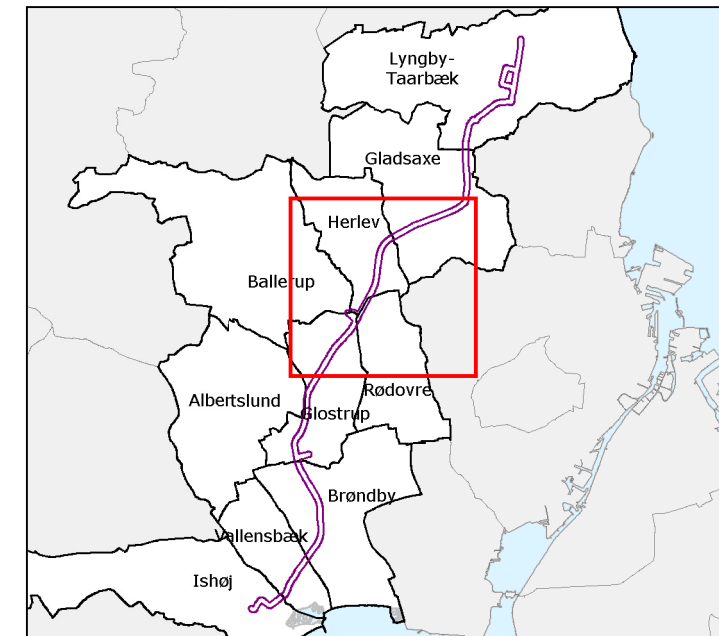 Lyngby-
Taarbæk
Gladsaxe
Herlev
Ballerup
Albertslund
Rødovre
Glostrup
Brøndby
Vallensbæk
Ishøj